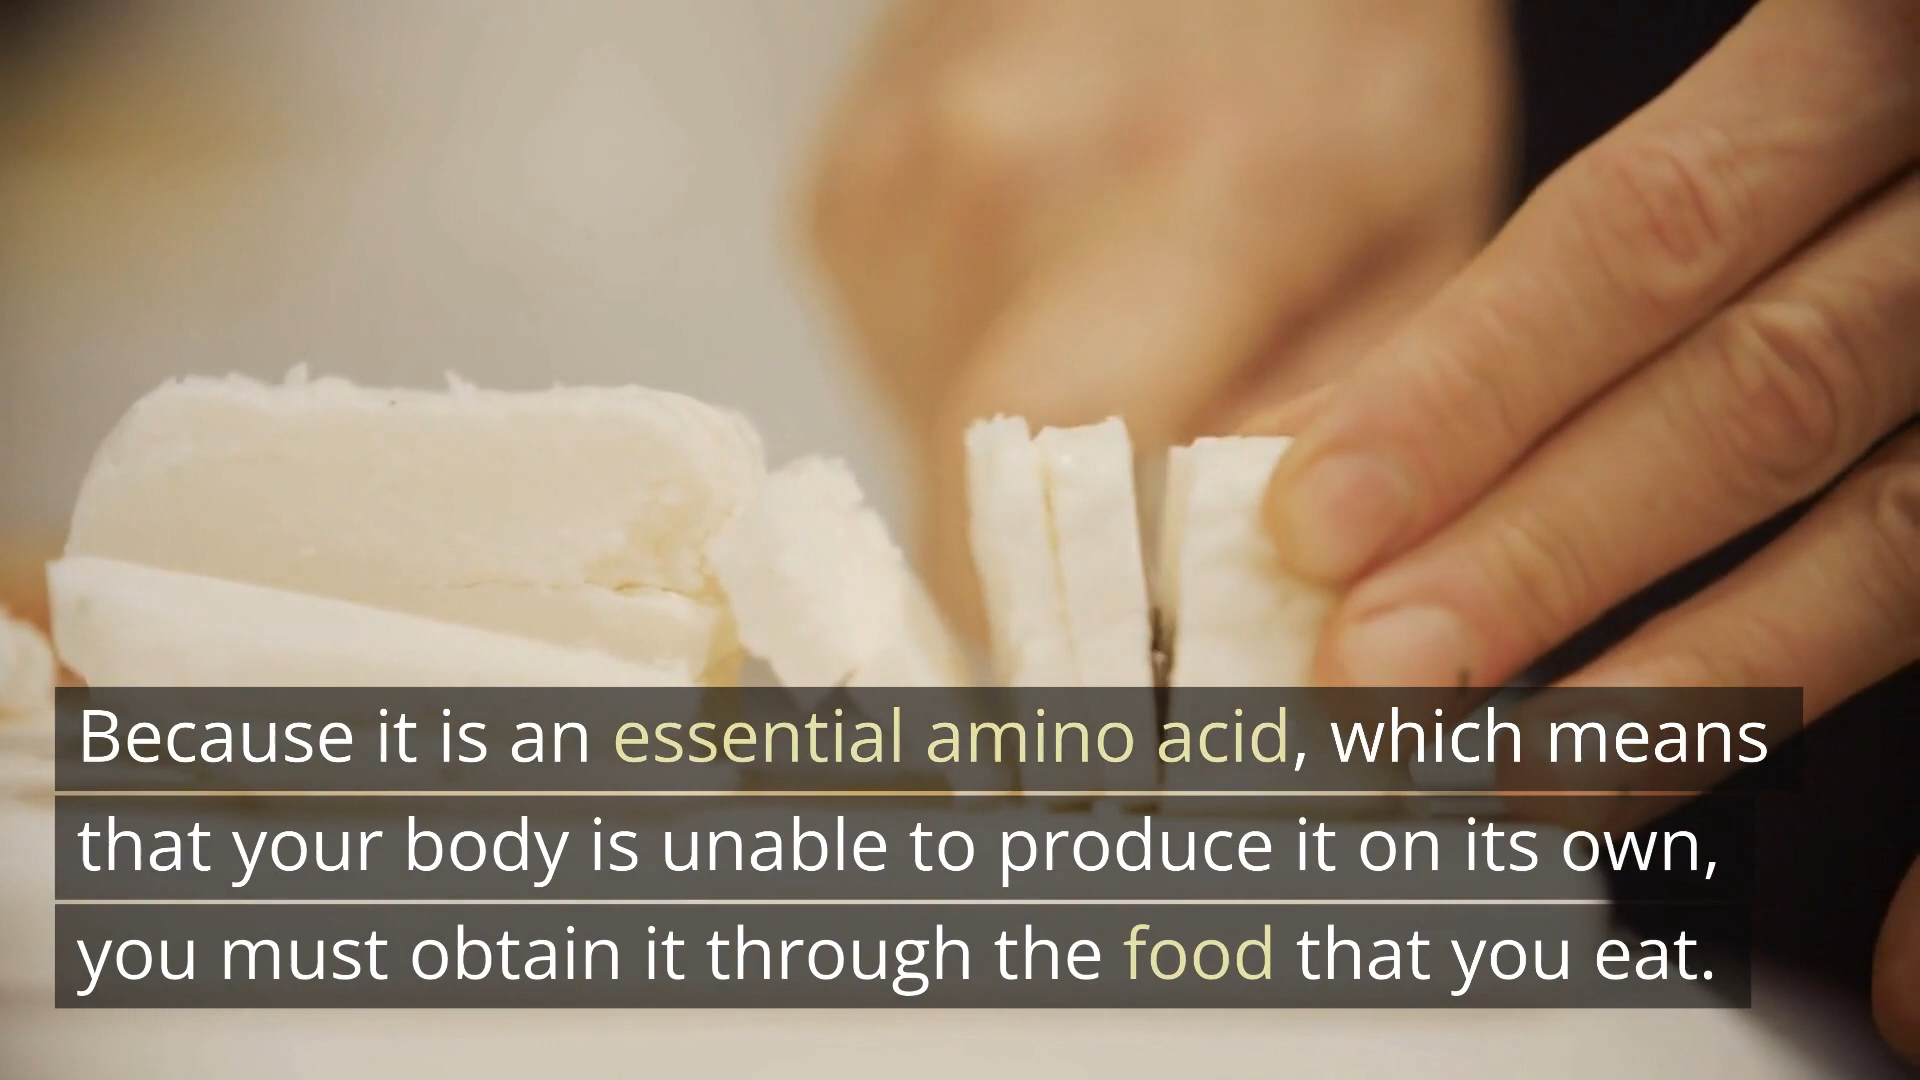 Because it is an essential amino acid, which means
that your body is unable to produce it on its own,
you must obtain it through the food that you eat.